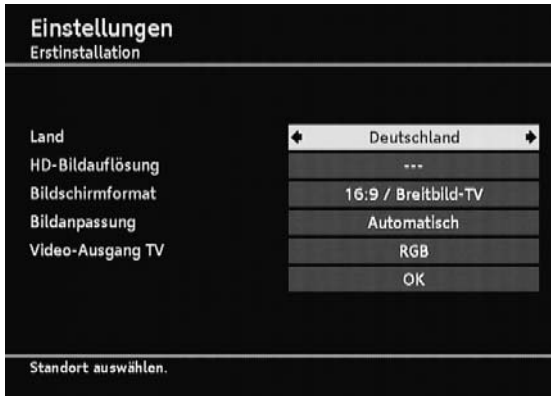 Einstellungen
Erstinstallation
Land Deutschland
HD-Bildauflösung ---
Bildschirmformat 16:9 / Breitbild-TV
Bildanpassung Automatisch
Video-Ausgang TV RGB
OK
Standort auswählen.